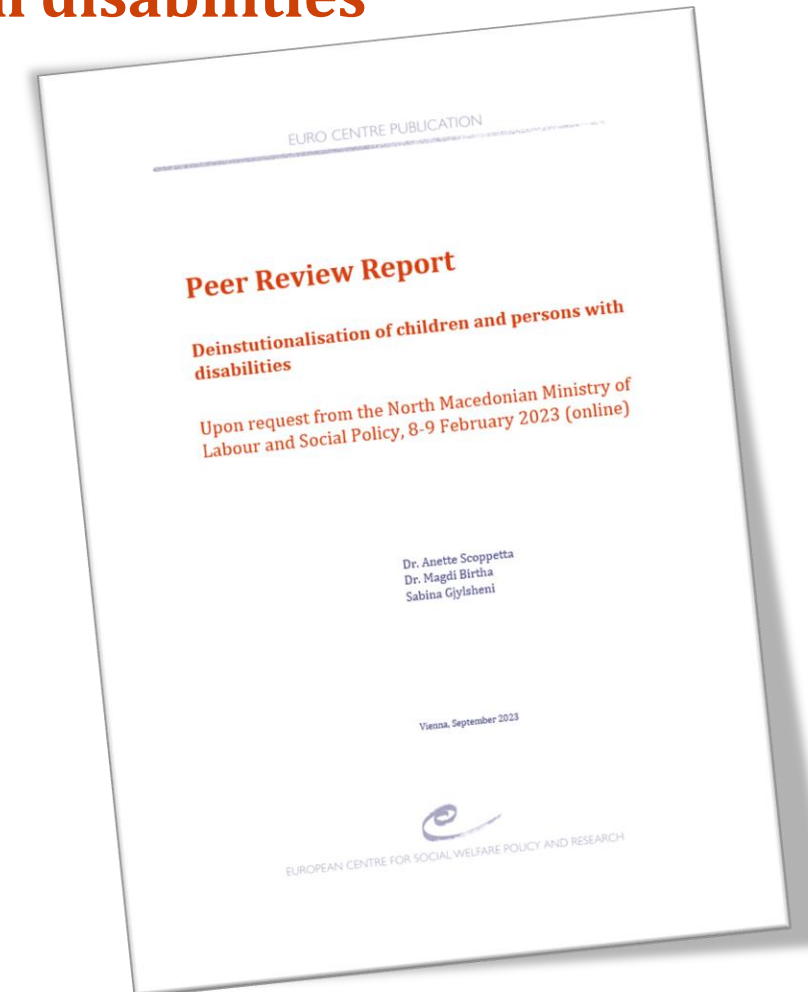 disabilities
EURO CENTRE PUBLICATION
Peer Review Report
Deinstutionalisation of children and persons with
disabilities
Upon request from the North Macedonian Ministry of
Labour and Social Policy, 8-9 February 2023 (online)
Dr. Anette Scoppetta
Dr. Magdi Birtha
Sabina Gjylsheni
Vienna, September 2023
EUROPEAN CENTRE FOR SOCIAL WELFARE POLICY AND RESEARCH